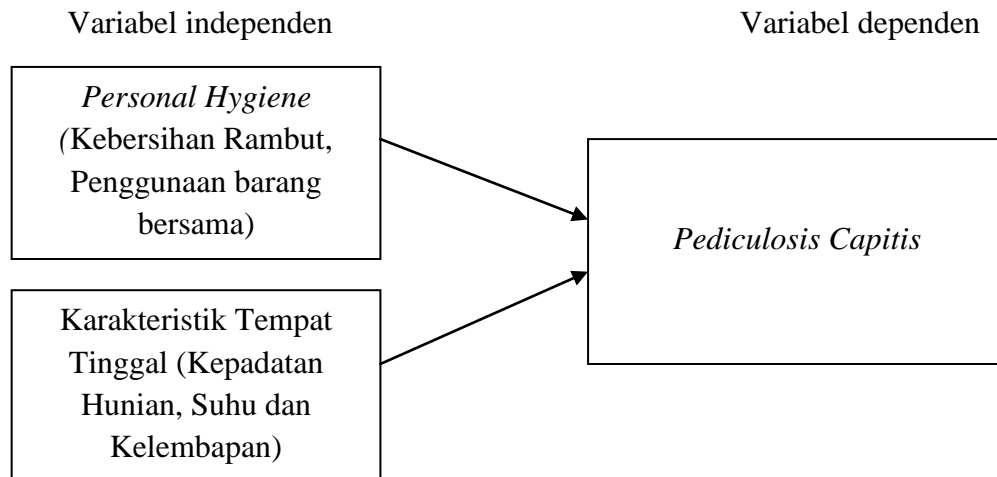 Variabel independen
Variabel dependen
Personal Hygiene
(Kebersihan Rambut,
Penggunaan barang
bersama)
Pediculosis Capitis
Karakteristik Tempat
Tinggal (Kepadatan
Hunian, Suhu dan
Kelembapan)